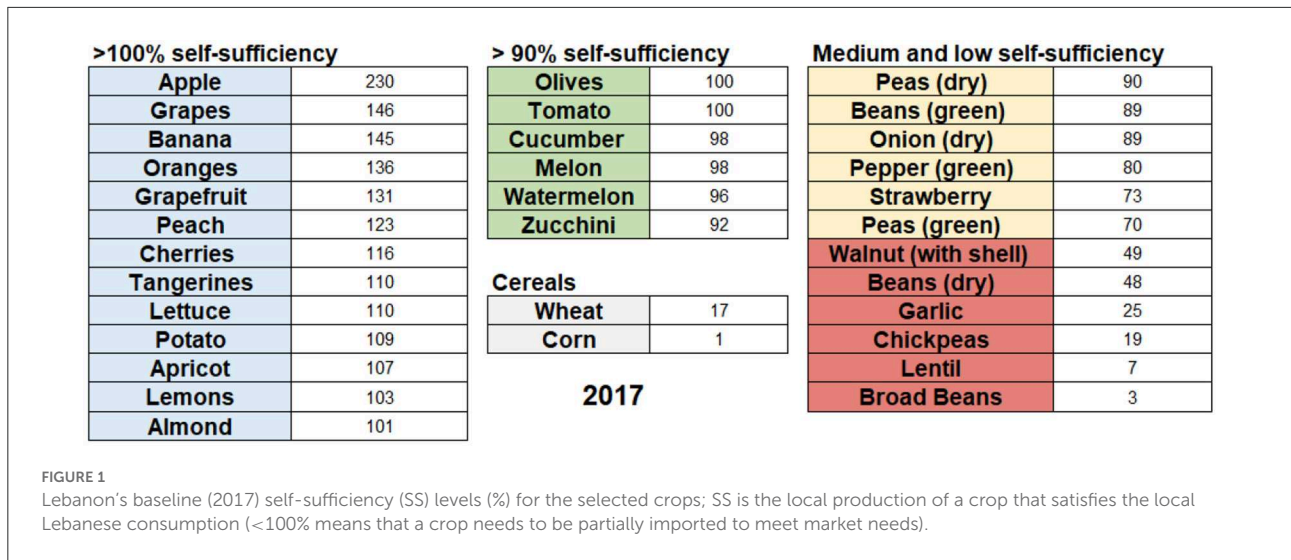 >100% self-sufficiency
Apple 230
Grapes 146
Banana 145
Oranges 136
Grapefruit 131
Peach 123
Cherries 116
Tangerines 110
Lettuce 110
Potato 109
Apricot 107
Lemons 103
Almond 101
> 90% self-sufficiency
Olives 100
Tomato 100
Cucumber 98
Melon 98
Watermelon 96
Zucchini 92
Cereals
Wheat 17
Corn 1
2017
Medium and low self-sufficiency
Peas (dry) 90
Beans (green) 89
Onion (dry) 89
Pepper (green) 80
Strawberry 73
Peas (green) 70
Walnut (with shell) 49
Beans (dry) 48
Garlic 25
Chickpeas 19
Lentil 7
Broad Beans 3
FIGURE 1
Lebanon's baseline (2017) self-sufficiency (SS) levels (%) for the selected crops; SS is the local production of a crop that satisfies the local
Lebanese consumption (<100% means that a crop needs to be partially imported to meet market needs).